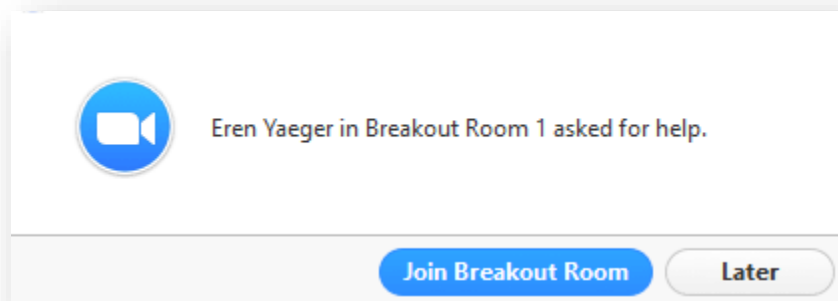 Eren Yaeger in Breakout Room 1 asked for help.
Join Breakout Room Later